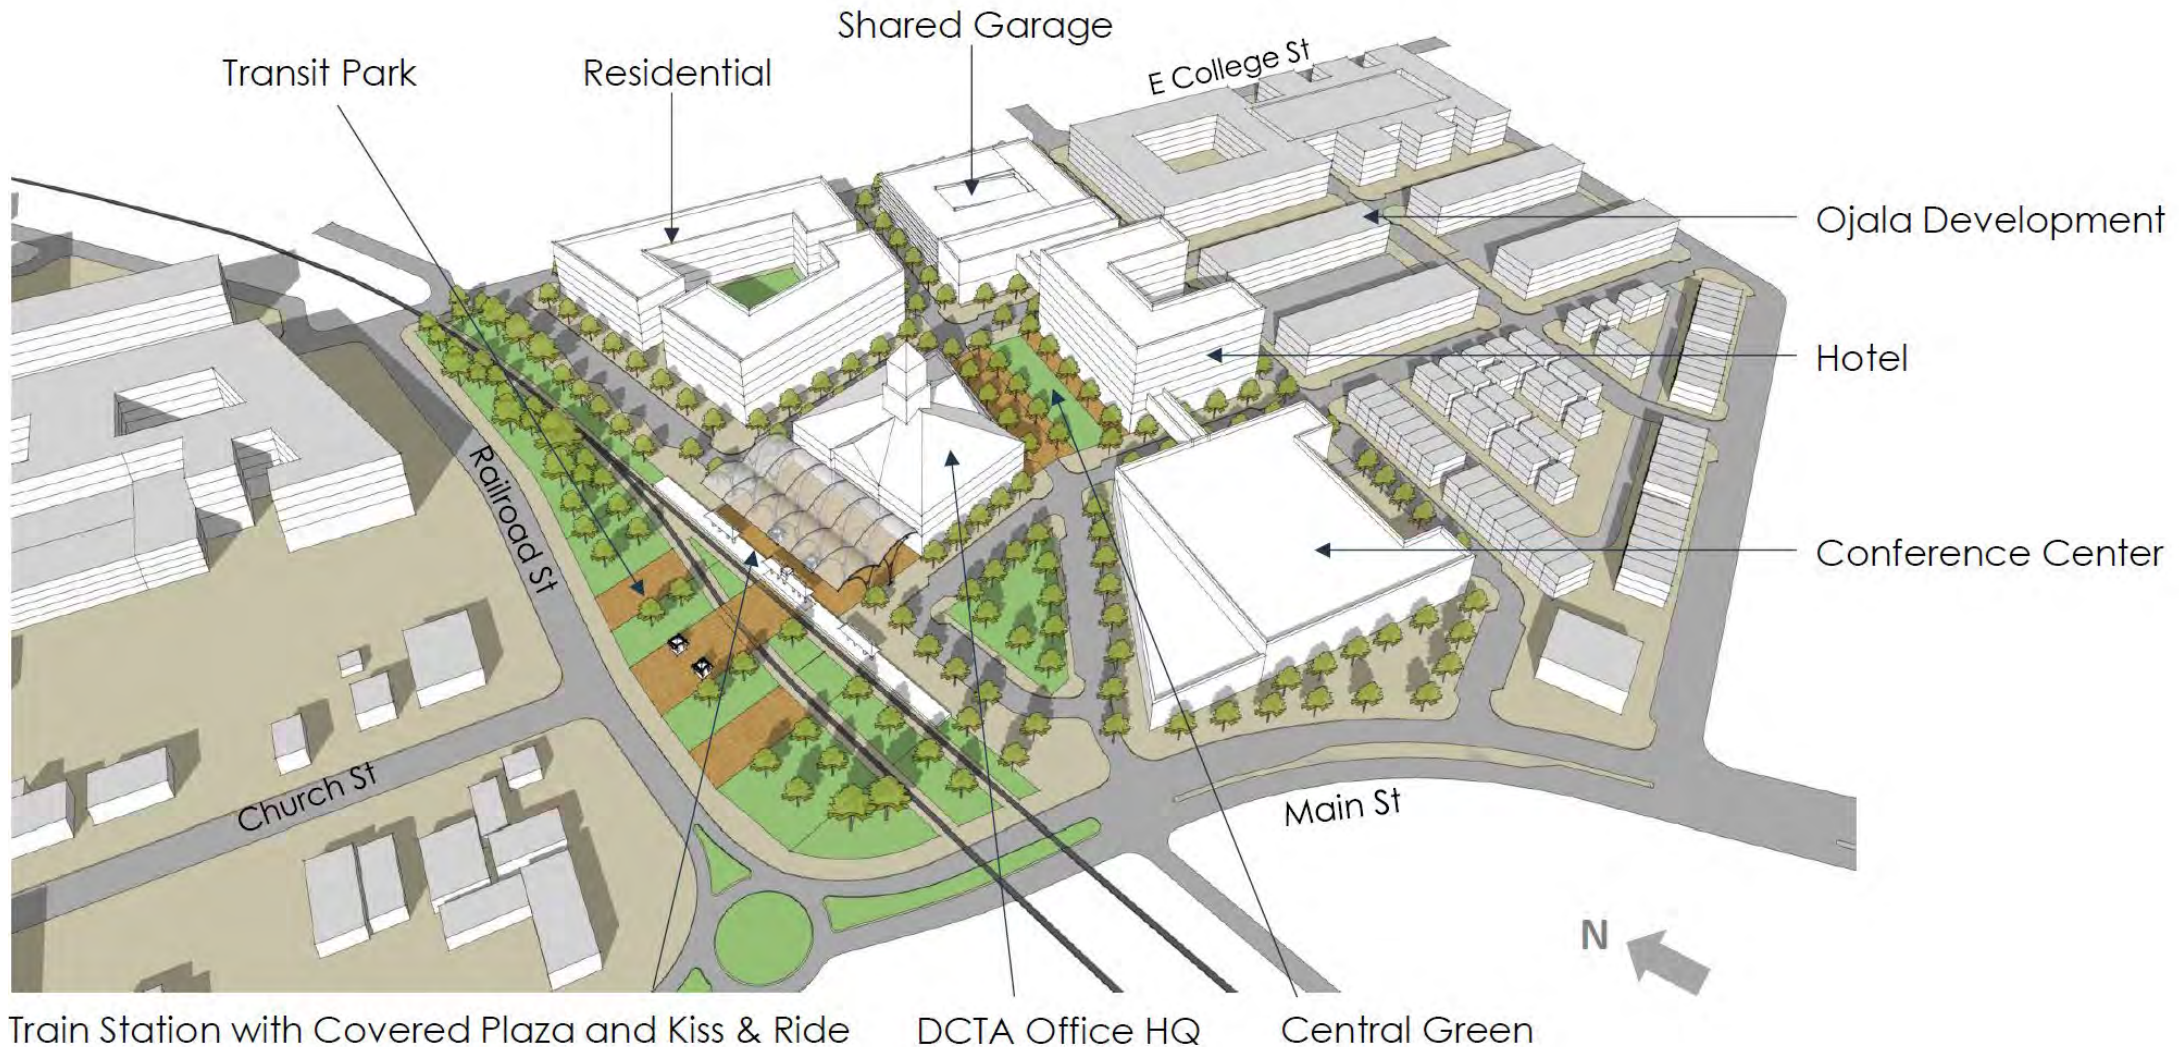 Shared Garage
Transit Park
Residential
E College St
Ojala Development
Hotel
Railroad St
Conference Center
Church St
Main St
N
Train Station with Covered Plaza and Kiss & Ride
DCTA Office HQ
Central Green